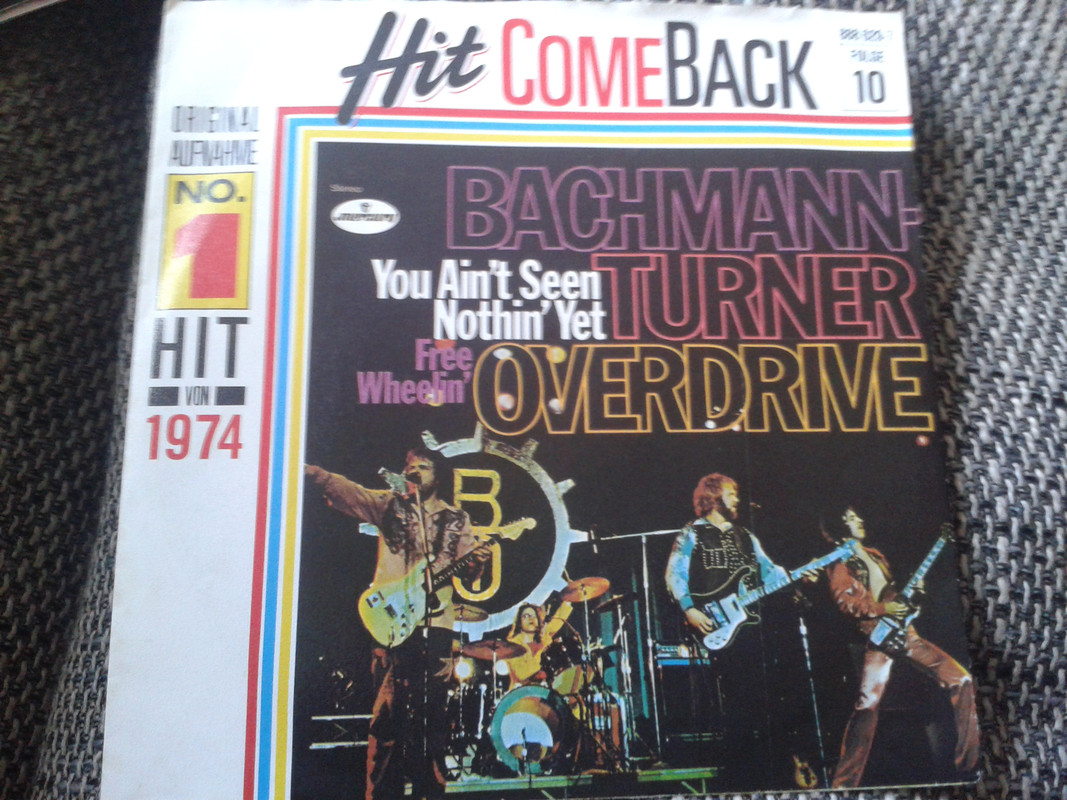 Hit COMEBACK
FOLGE
10
ORIGINAL
AUFNAHME
NO.
1
HIT
VON
1974
Stereo
mercury
BACHMANN-
TURNER
OVERDRIVE
You Ain't Seen
Nothin' Yet
Free
Wheelin'
B